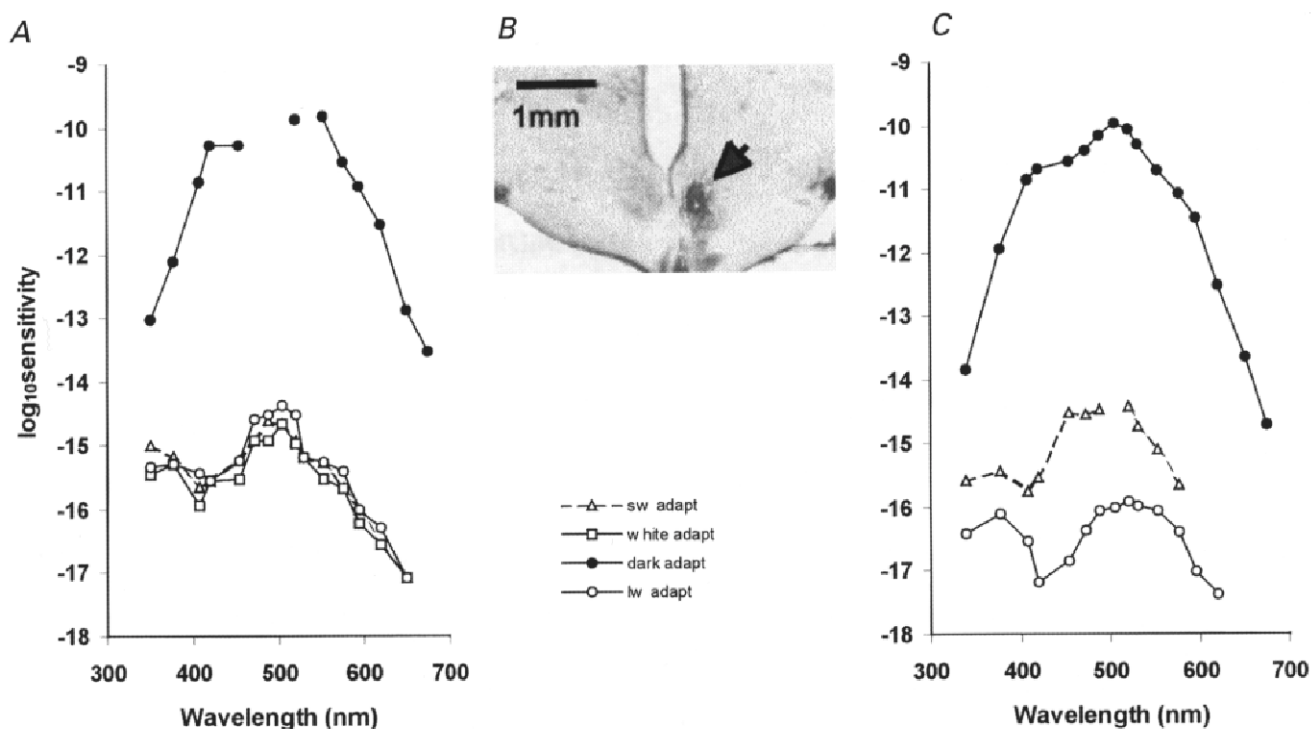 A
B
C
-9
-10
-11
-12
-13
-14
-15
-16
-17
-18
log10sensitivity
300 400 500 600 700
Wavelength (nm)
1mm
sw adapt
w hite adapt
dark adapt
lw adapt
-9
-10
-11
-12
-13
-14
-15
-16
-17
-18
300 400 500 600 700
Wavelength (nm)